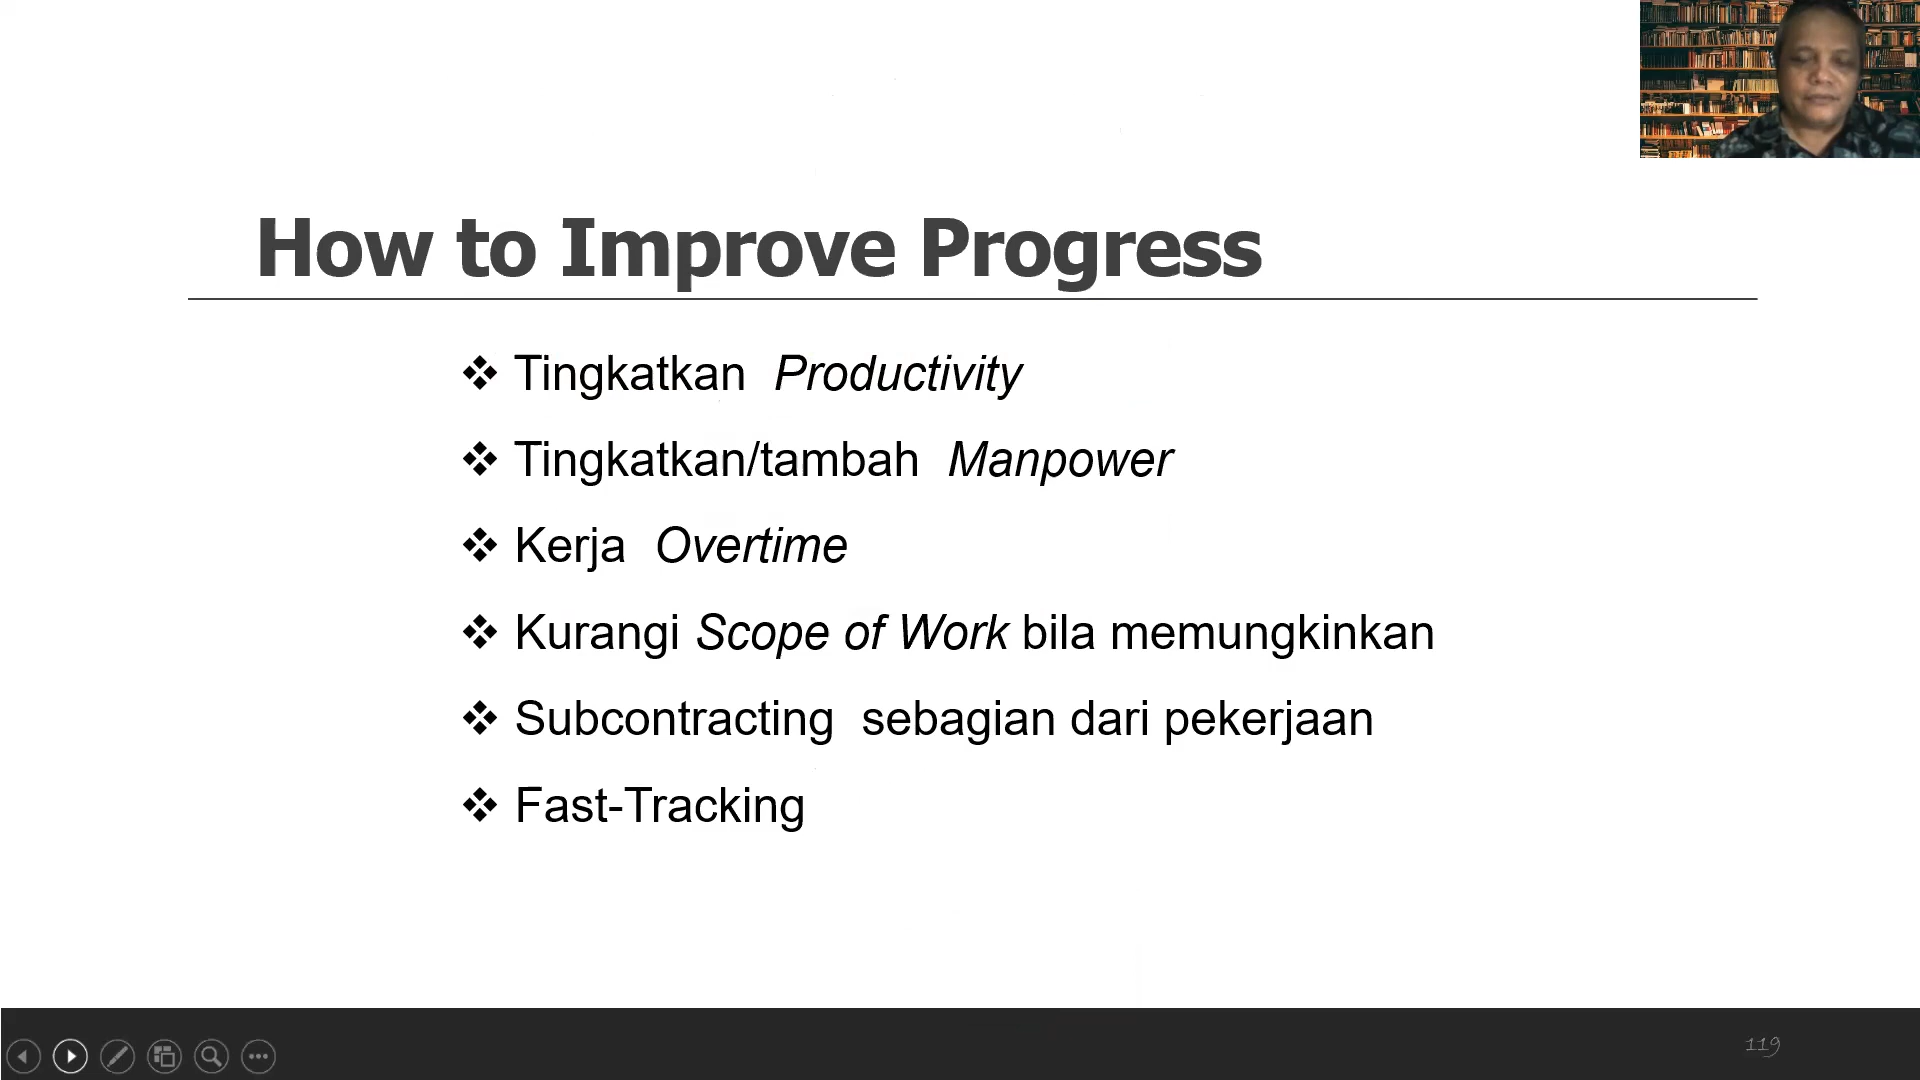 How to Improve Progress
❖ Tingkatkan Productivity
❖ Tingkatkan/tambah Manpower
❖ Kerja Overtime
❖ Kurangi Scope of Work bila memungkinkan
❖ Subcontracting sebagian dari pekerjaan
❖ Fast-Tracking
119